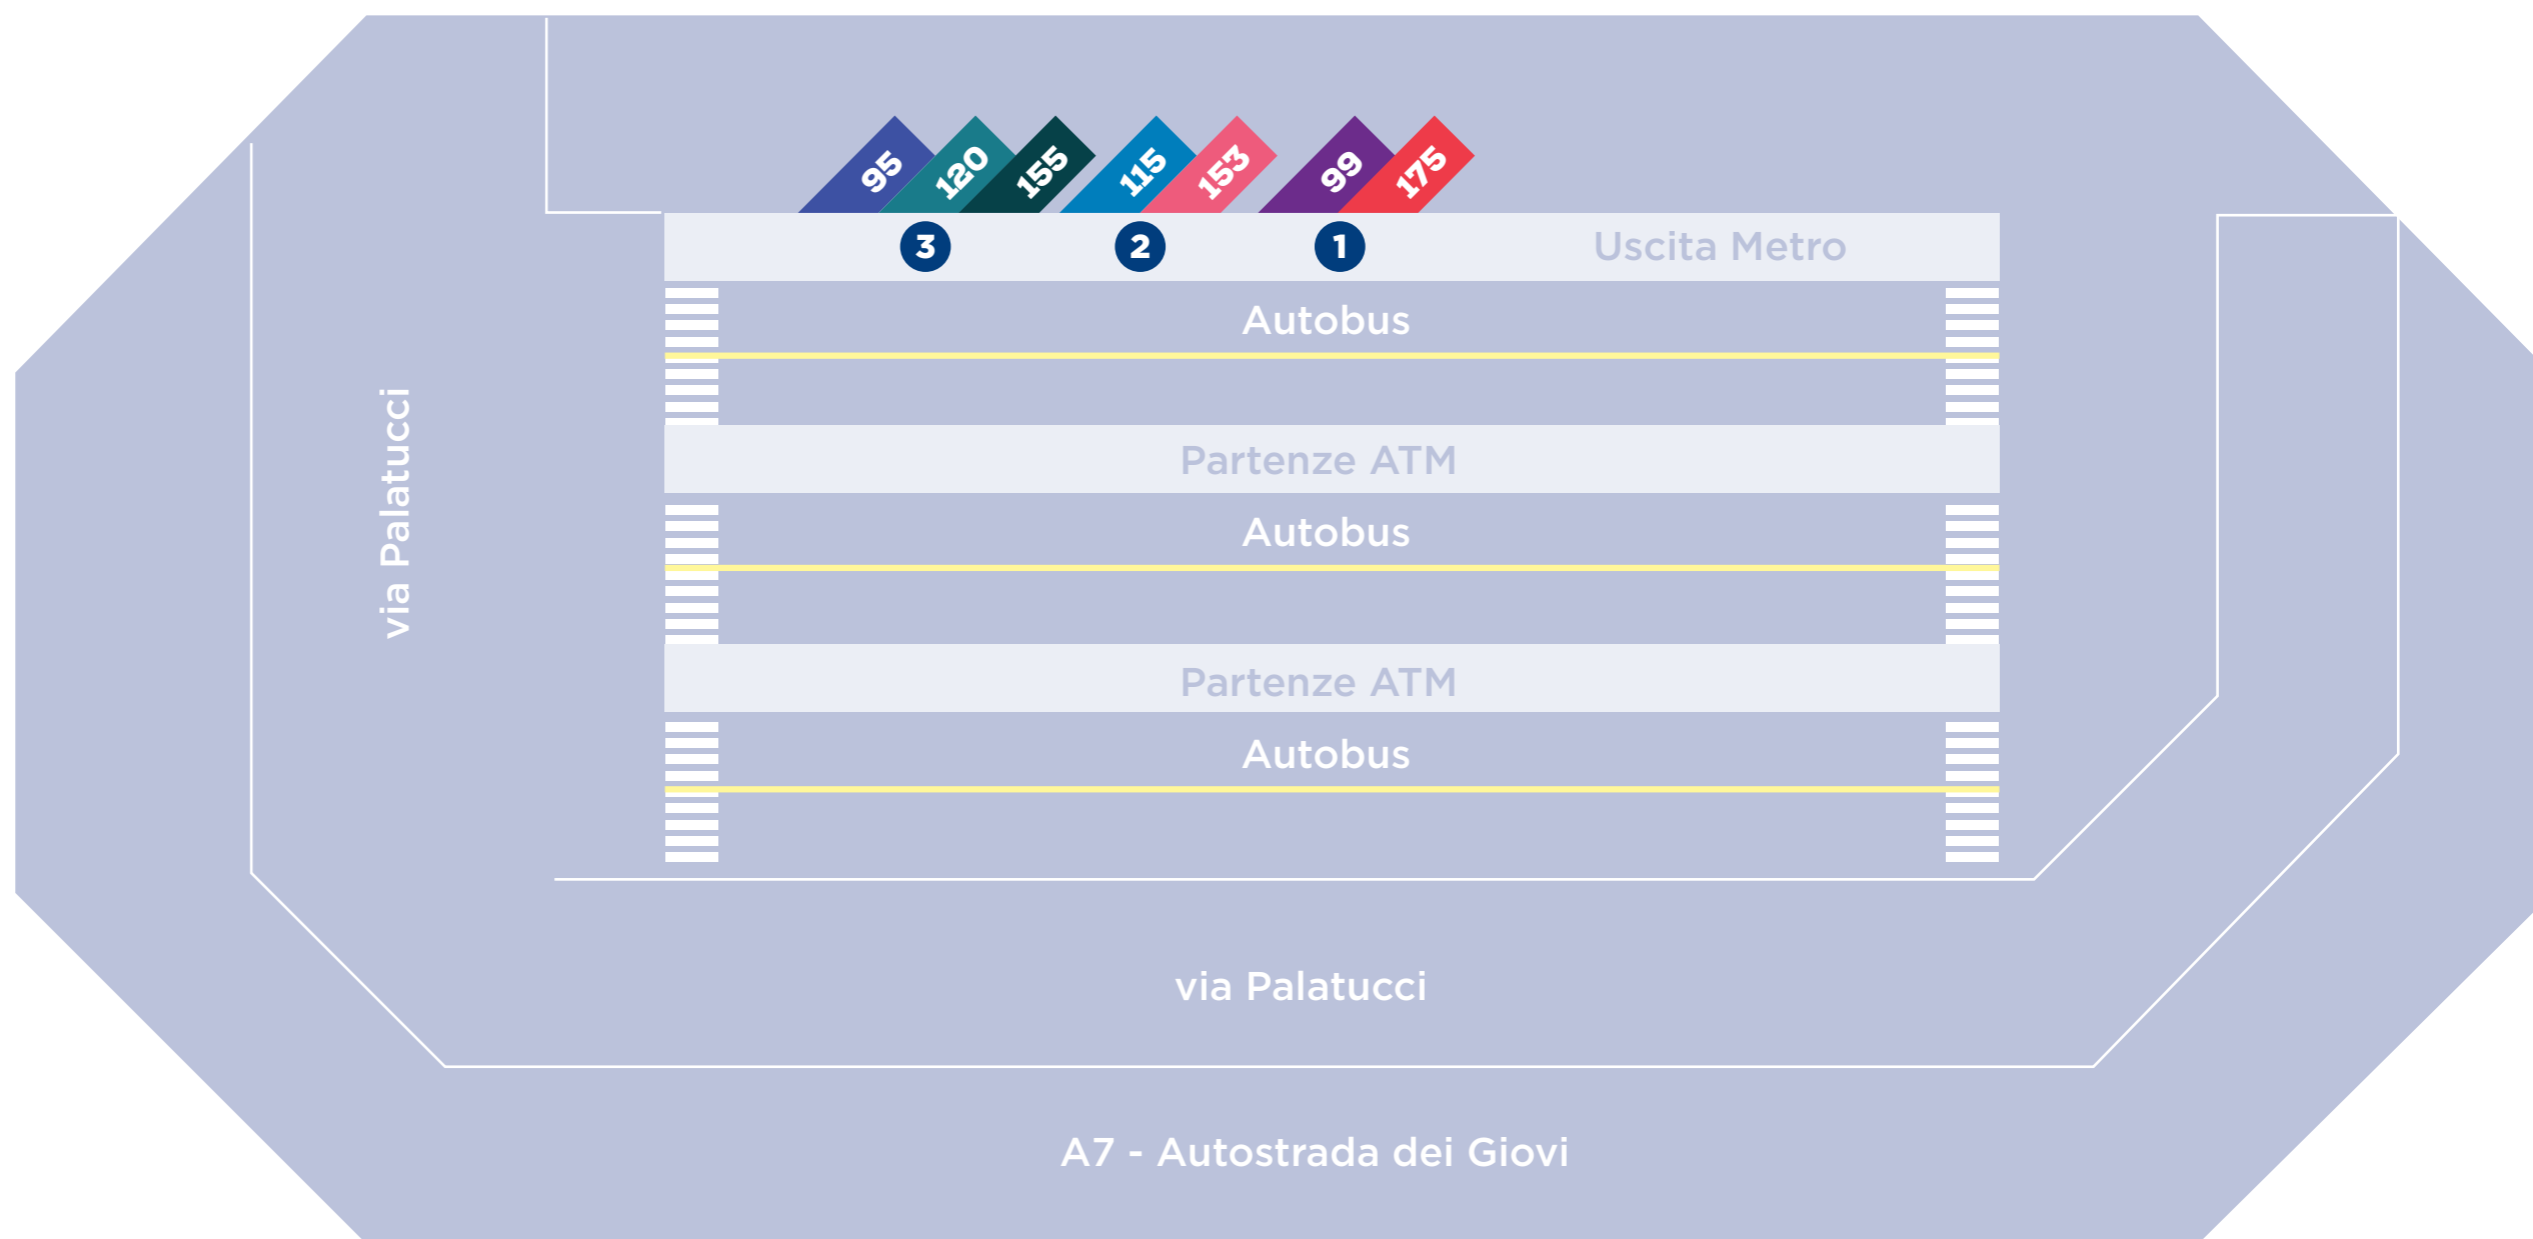 95
120
155
115
153
99
175
3
2
1
Uscita Metro
Autobus
via Palatucci
Partenze ATM
Autobus
Partenze ATM
Autobus
via Palatucci
A7 - Autostrada dei Giovi